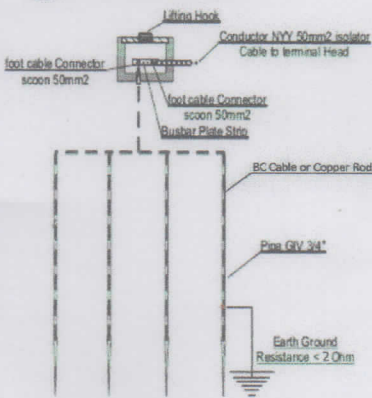 Lifting Hook
Conductor NYY 50mm2 isolator
Cable to terminal Head
foot cable Connector
scoon 50mm2
foot cable Connector
scoon 50mm2
Busbar Plate Strip
BC Cable or Copper Rod
Pipa GIV 3/4"
Earth Ground
Resistance < 2 Ohm